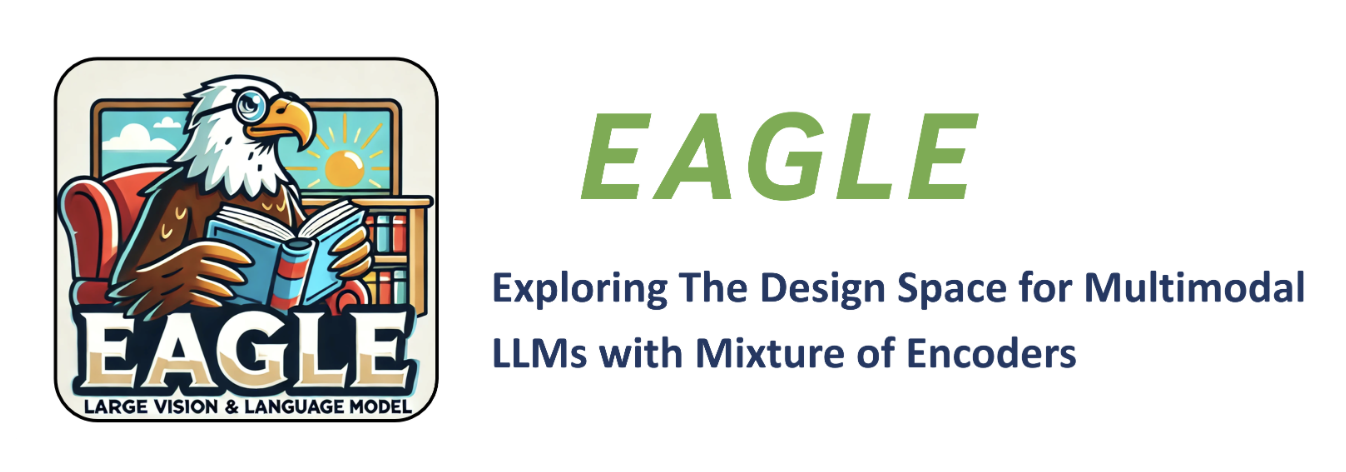 EAGLE
LARGE VISION & LANGUAGE MODEL
EAGLE
Exploring The Design Space for Multimodal
LLMs with Mixture of Encoders